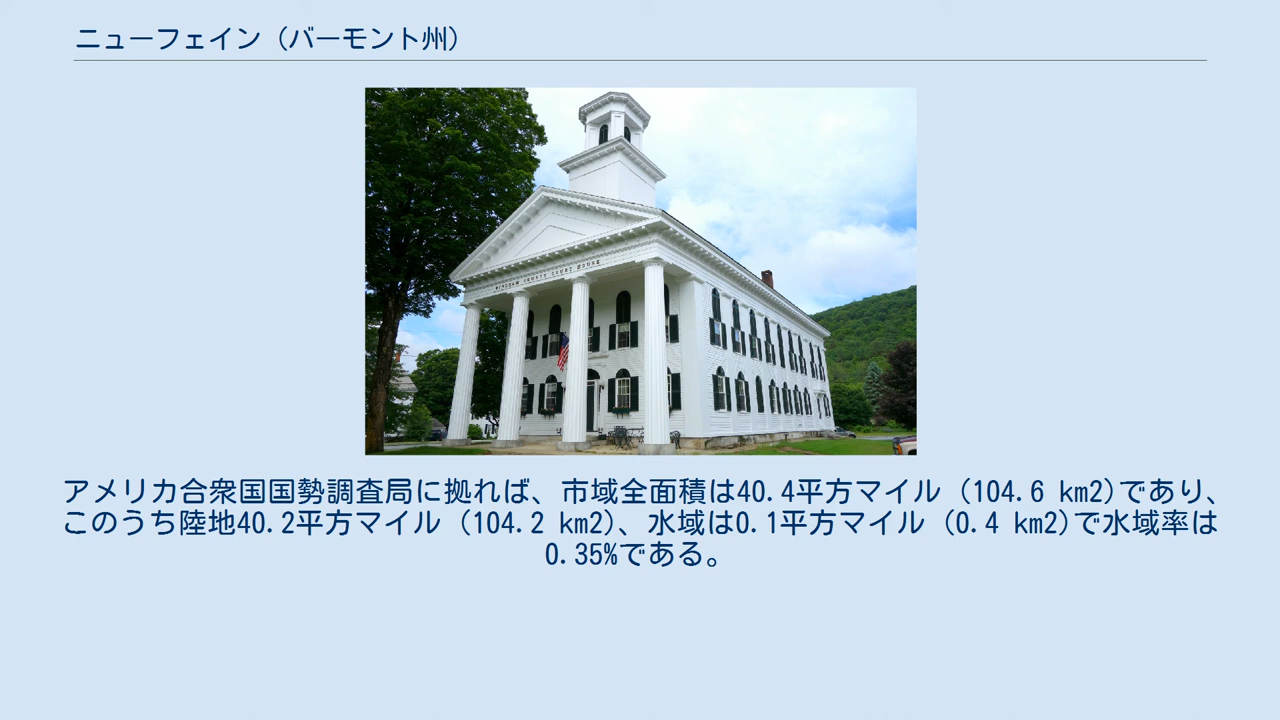 ニューフェイン (バーモント州)
WINDHAM COUNTY COURT HOUSE
アメリカ合衆国国勢調査局に拠れば、市域全面積は40.4平方マイル (104.6 km2)であり、
このうち陸地40.2平方マイル (104.2 km2)、水域は0.1平方マイル (0.4 km2)で水域率は
0.35%である。